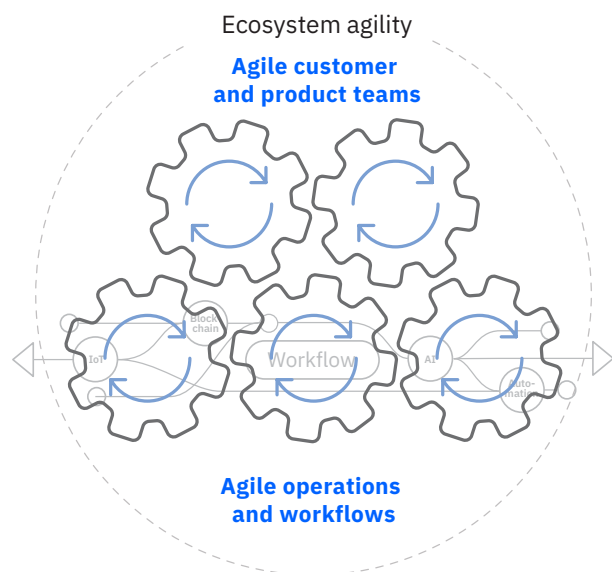 Ecosystem agility
Agile customer
and product teams
Block
chain
IoT
Workflow
AI
Auto-
mation
Agile operations
and workflows